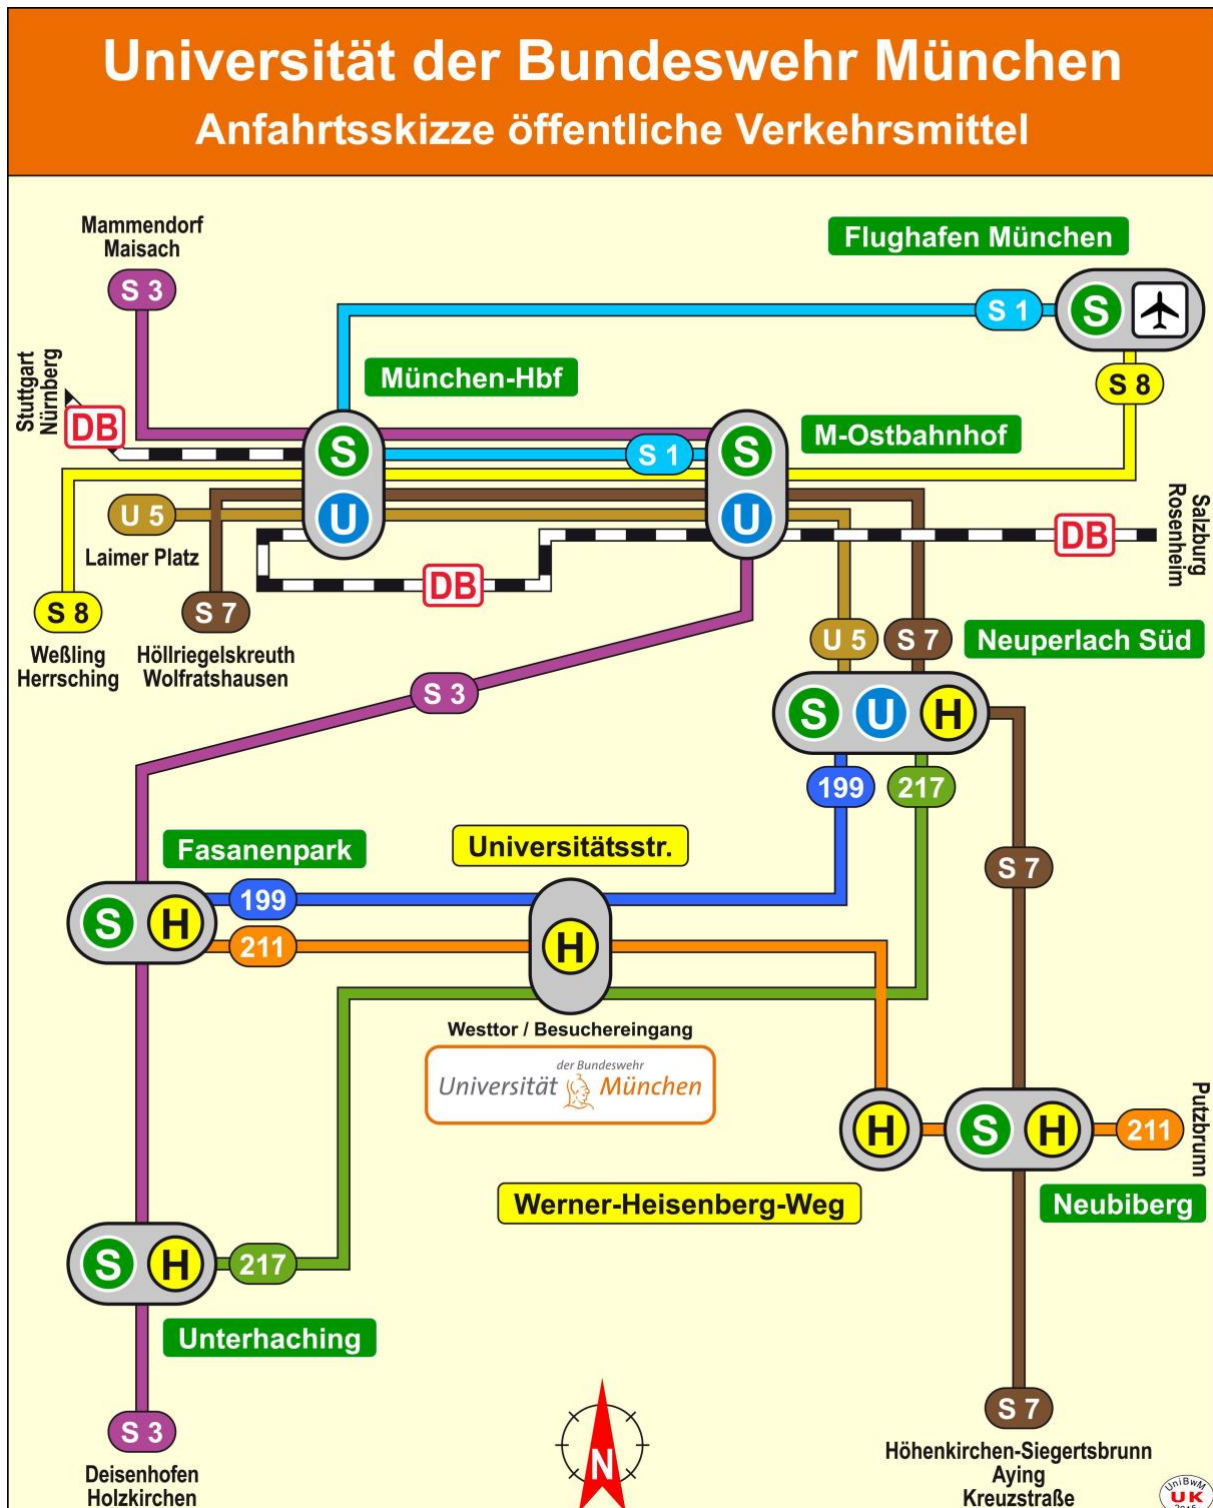 Universität der Bundeswehr München
Anfahrtsskizze öffentliche Verkehrsmittel
Mammendorf
Maisach
S 3
Flughafen München
S 1
S
S 8
Stuttgart
Nürnberg
DB
München-Hbf
M-Ostbahnhof
S
S 1
S
U 5
U
U
Laimer Platz
DB
Salzburg
Rosenheim
DB
S 8
Weßling
Herrsching
S 7
Höllriegelskreuth
Wolfratshausen
U 5
S 7
Neuperlach Süd
S 3
S U H
199
217
Fasanenpark
Universitätsstr.
S 7
S H
199
211
H
Westtor / Besuchereingang
der Bundeswehr
Universität München
H
S H
211
Putzbrunn
Werner-Heisenberg-Weg
Neubiberg
S H
217
Unterhaching
S 3
Deisenhofen
Holzkirchen
N
S 7
Höhenkirchen-Siegertsbrunn
Aying
Kreuzstraße
UniBwM
UK